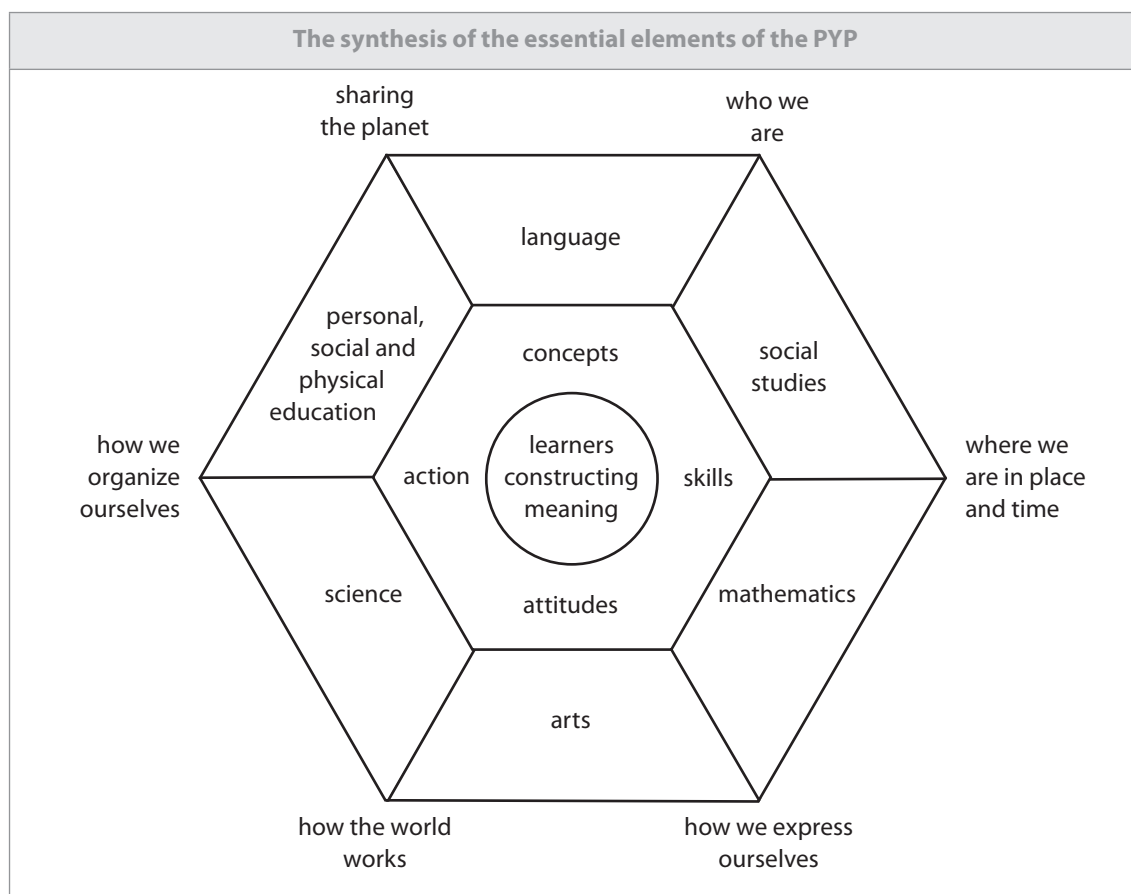 The synthesis of the essential elements of the PYP
sharing
the planet
who we
are
language
personal,
social and
physical
education
concepts
social
studies
how we
organize
ourselves
action
learners
constructing
meaning
skills
where we
are in place
and time
science
attitudes
mathematics
arts
how the world
works
how we express
ourselves